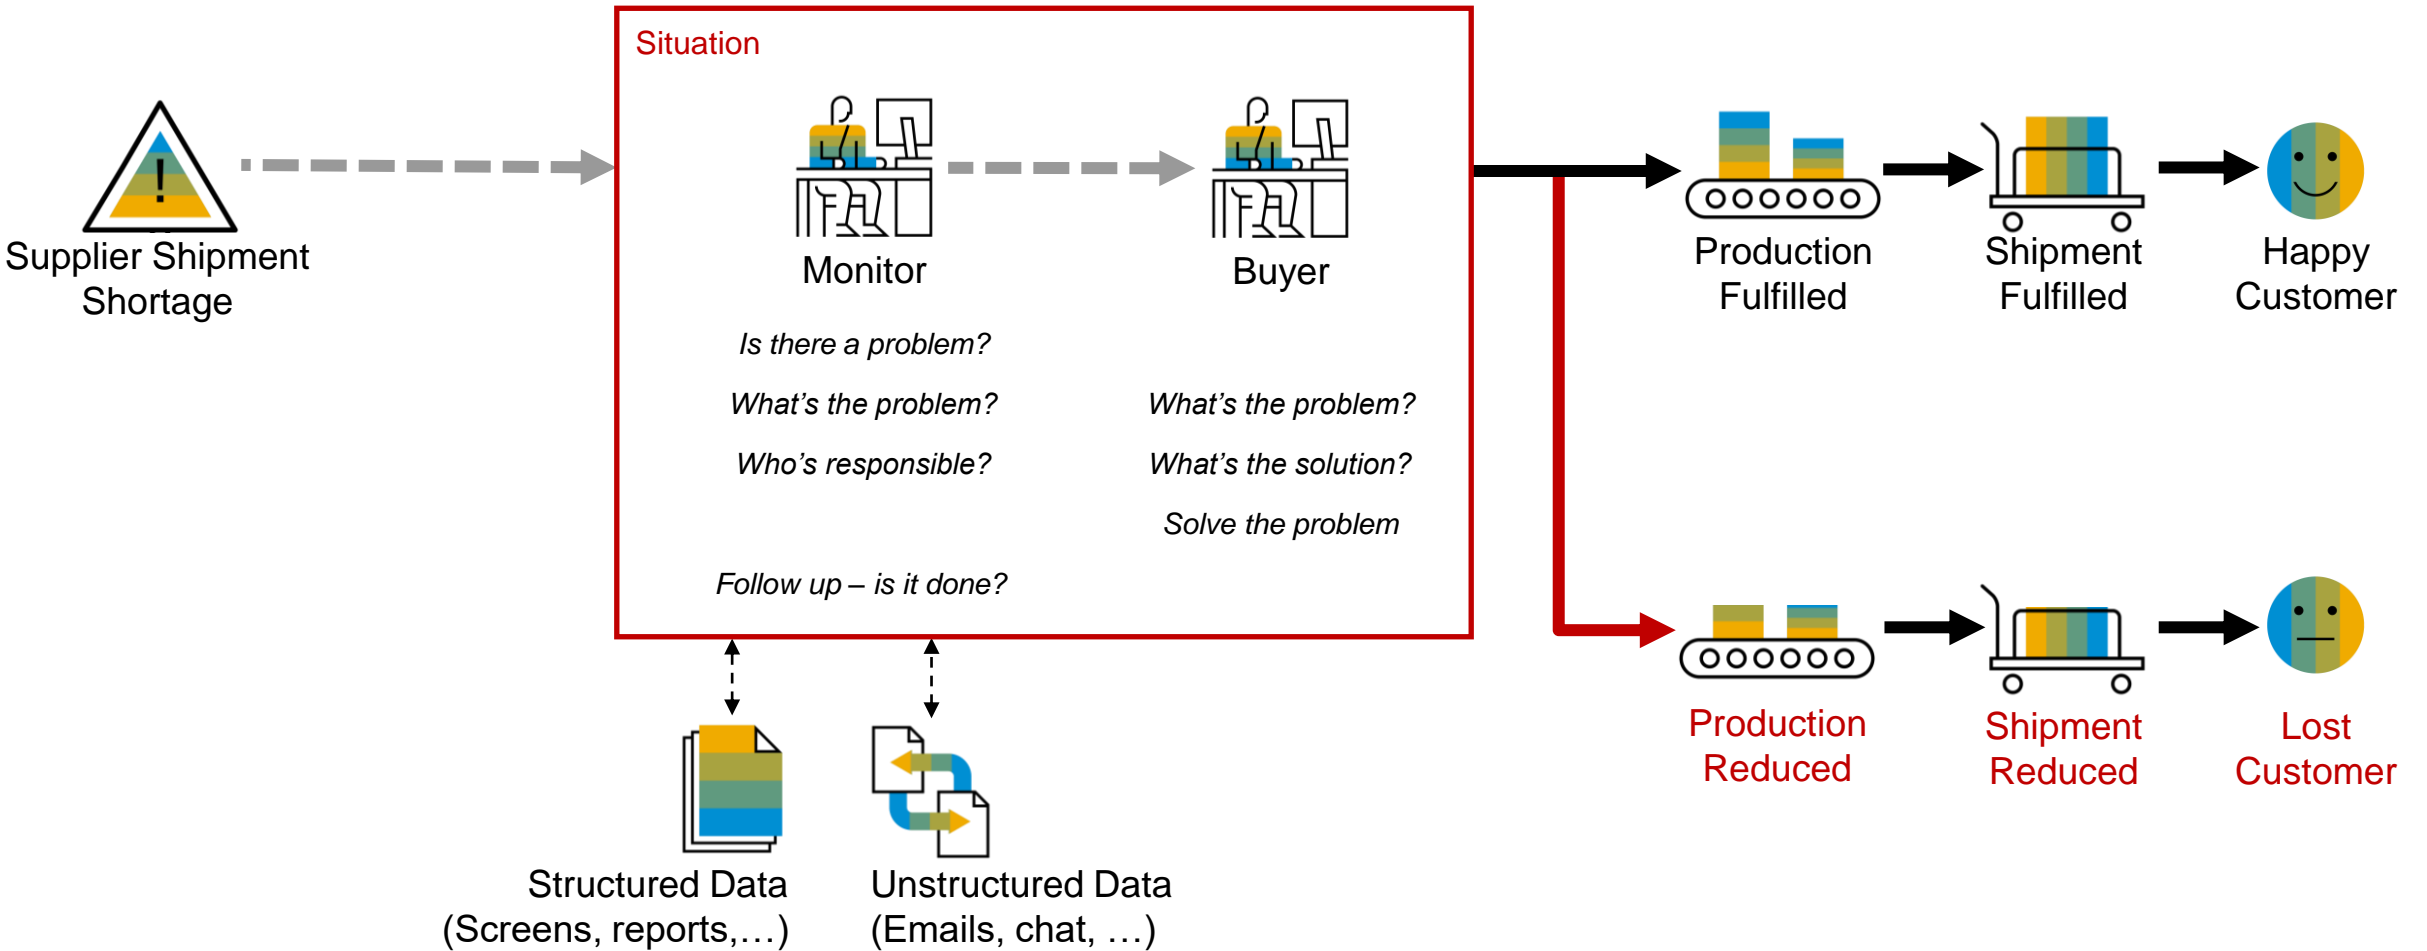 Situation
Supplier Shipment
Shortage
Monitor
Buyer
Is there a problem?
What's the problem?
Who's responsible?
Follow up – is it done?
What's the problem?
What's the solution?
Solve the problem
Production
Fulfilled
Shipment
Fulfilled
Happy
Customer
Production
Reduced
Shipment
Reduced
Lost
Customer
Structured Data
(Screens, reports,…)
Unstructured Data
(Emails, chat, …)